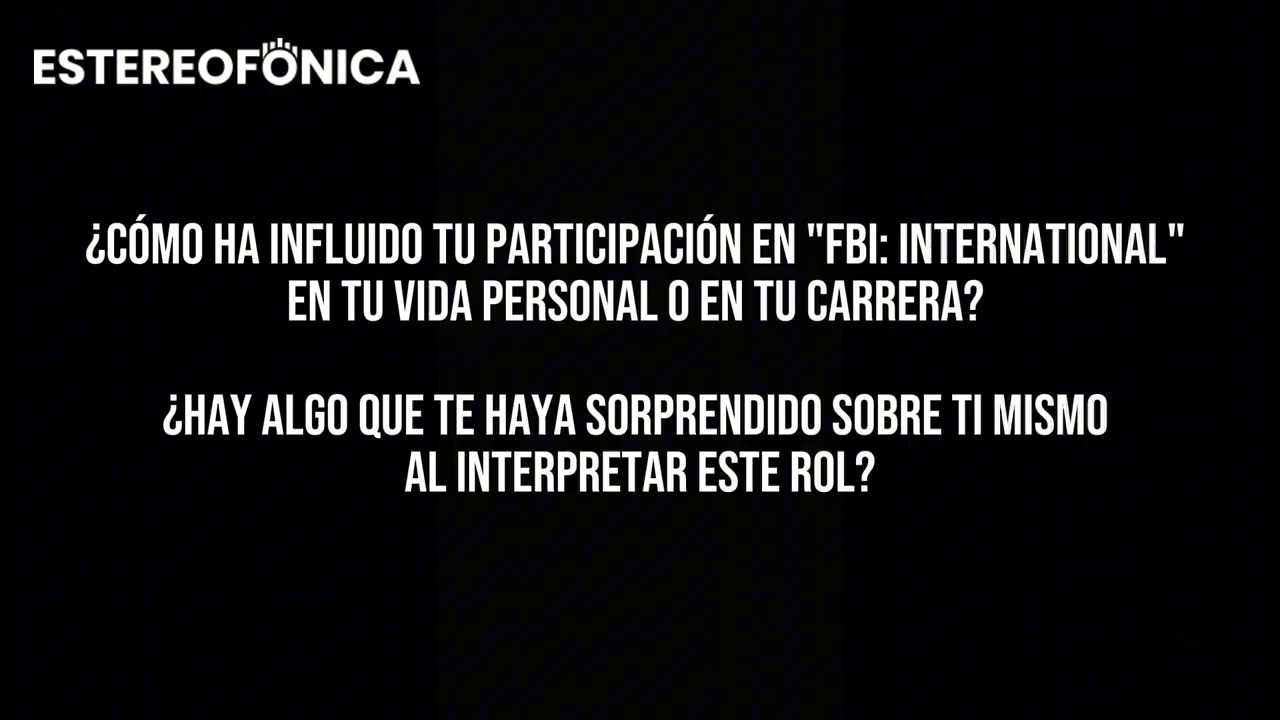 ESTEREOFÓNICA
¿CÓMO HA INFLUIDO TU PARTICIPACIÓN EN "FBI: INTERNATIONAL"
EN TU VIDA PERSONAL O EN TU CARRERA?
¿HAY ALGO QUE TE HAYA SORPRENDIDO SOBRE TI MISMO
AL INTERPRETAR ESTE ROL?